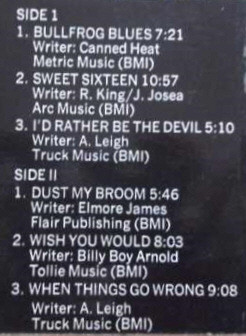 SIDE 1
1. BULLFROG BLUES 7:21
Writer: Canned Heat
Metric Music (BMI)
2. SWEET SIXTEEN 10:57
Writer: R. King/J. Josea
Arc Music (BMI)
3. I'D RATHER BE THE DEVIL 5:10
Writer: A. Leigh
Truck Music (BMI)
SIDE II
1. DUST MY BROOM 5:46
Writer: Elmore James
Flair Publishing (BMI)
2. WISH YOU WOULD 8:03
Writer: Billy Boy Arnold
Tollie Music (BMI)
3. WHEN THINGS GO WRONG 9:08
Writer: A. Leigh
Truck Music (BMI)